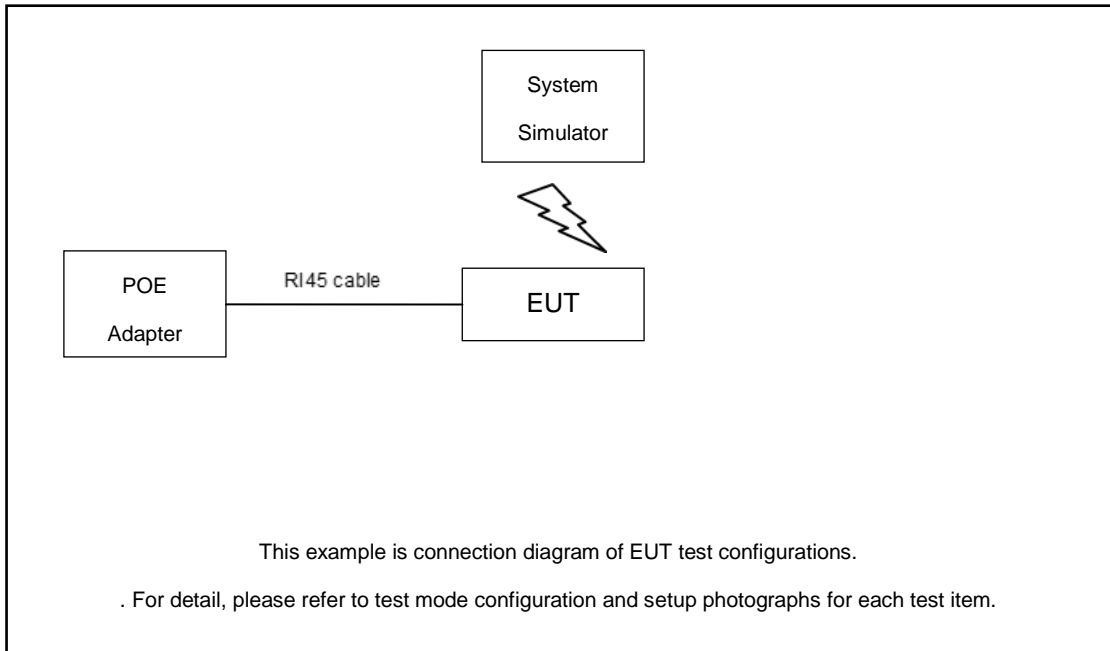 System
Simulator
POE
Adapter
RI45 cable
EUT
This example is connection diagram of EUT test configurations.
. For detail, please refer to test mode configuration and setup photographs for each test item.